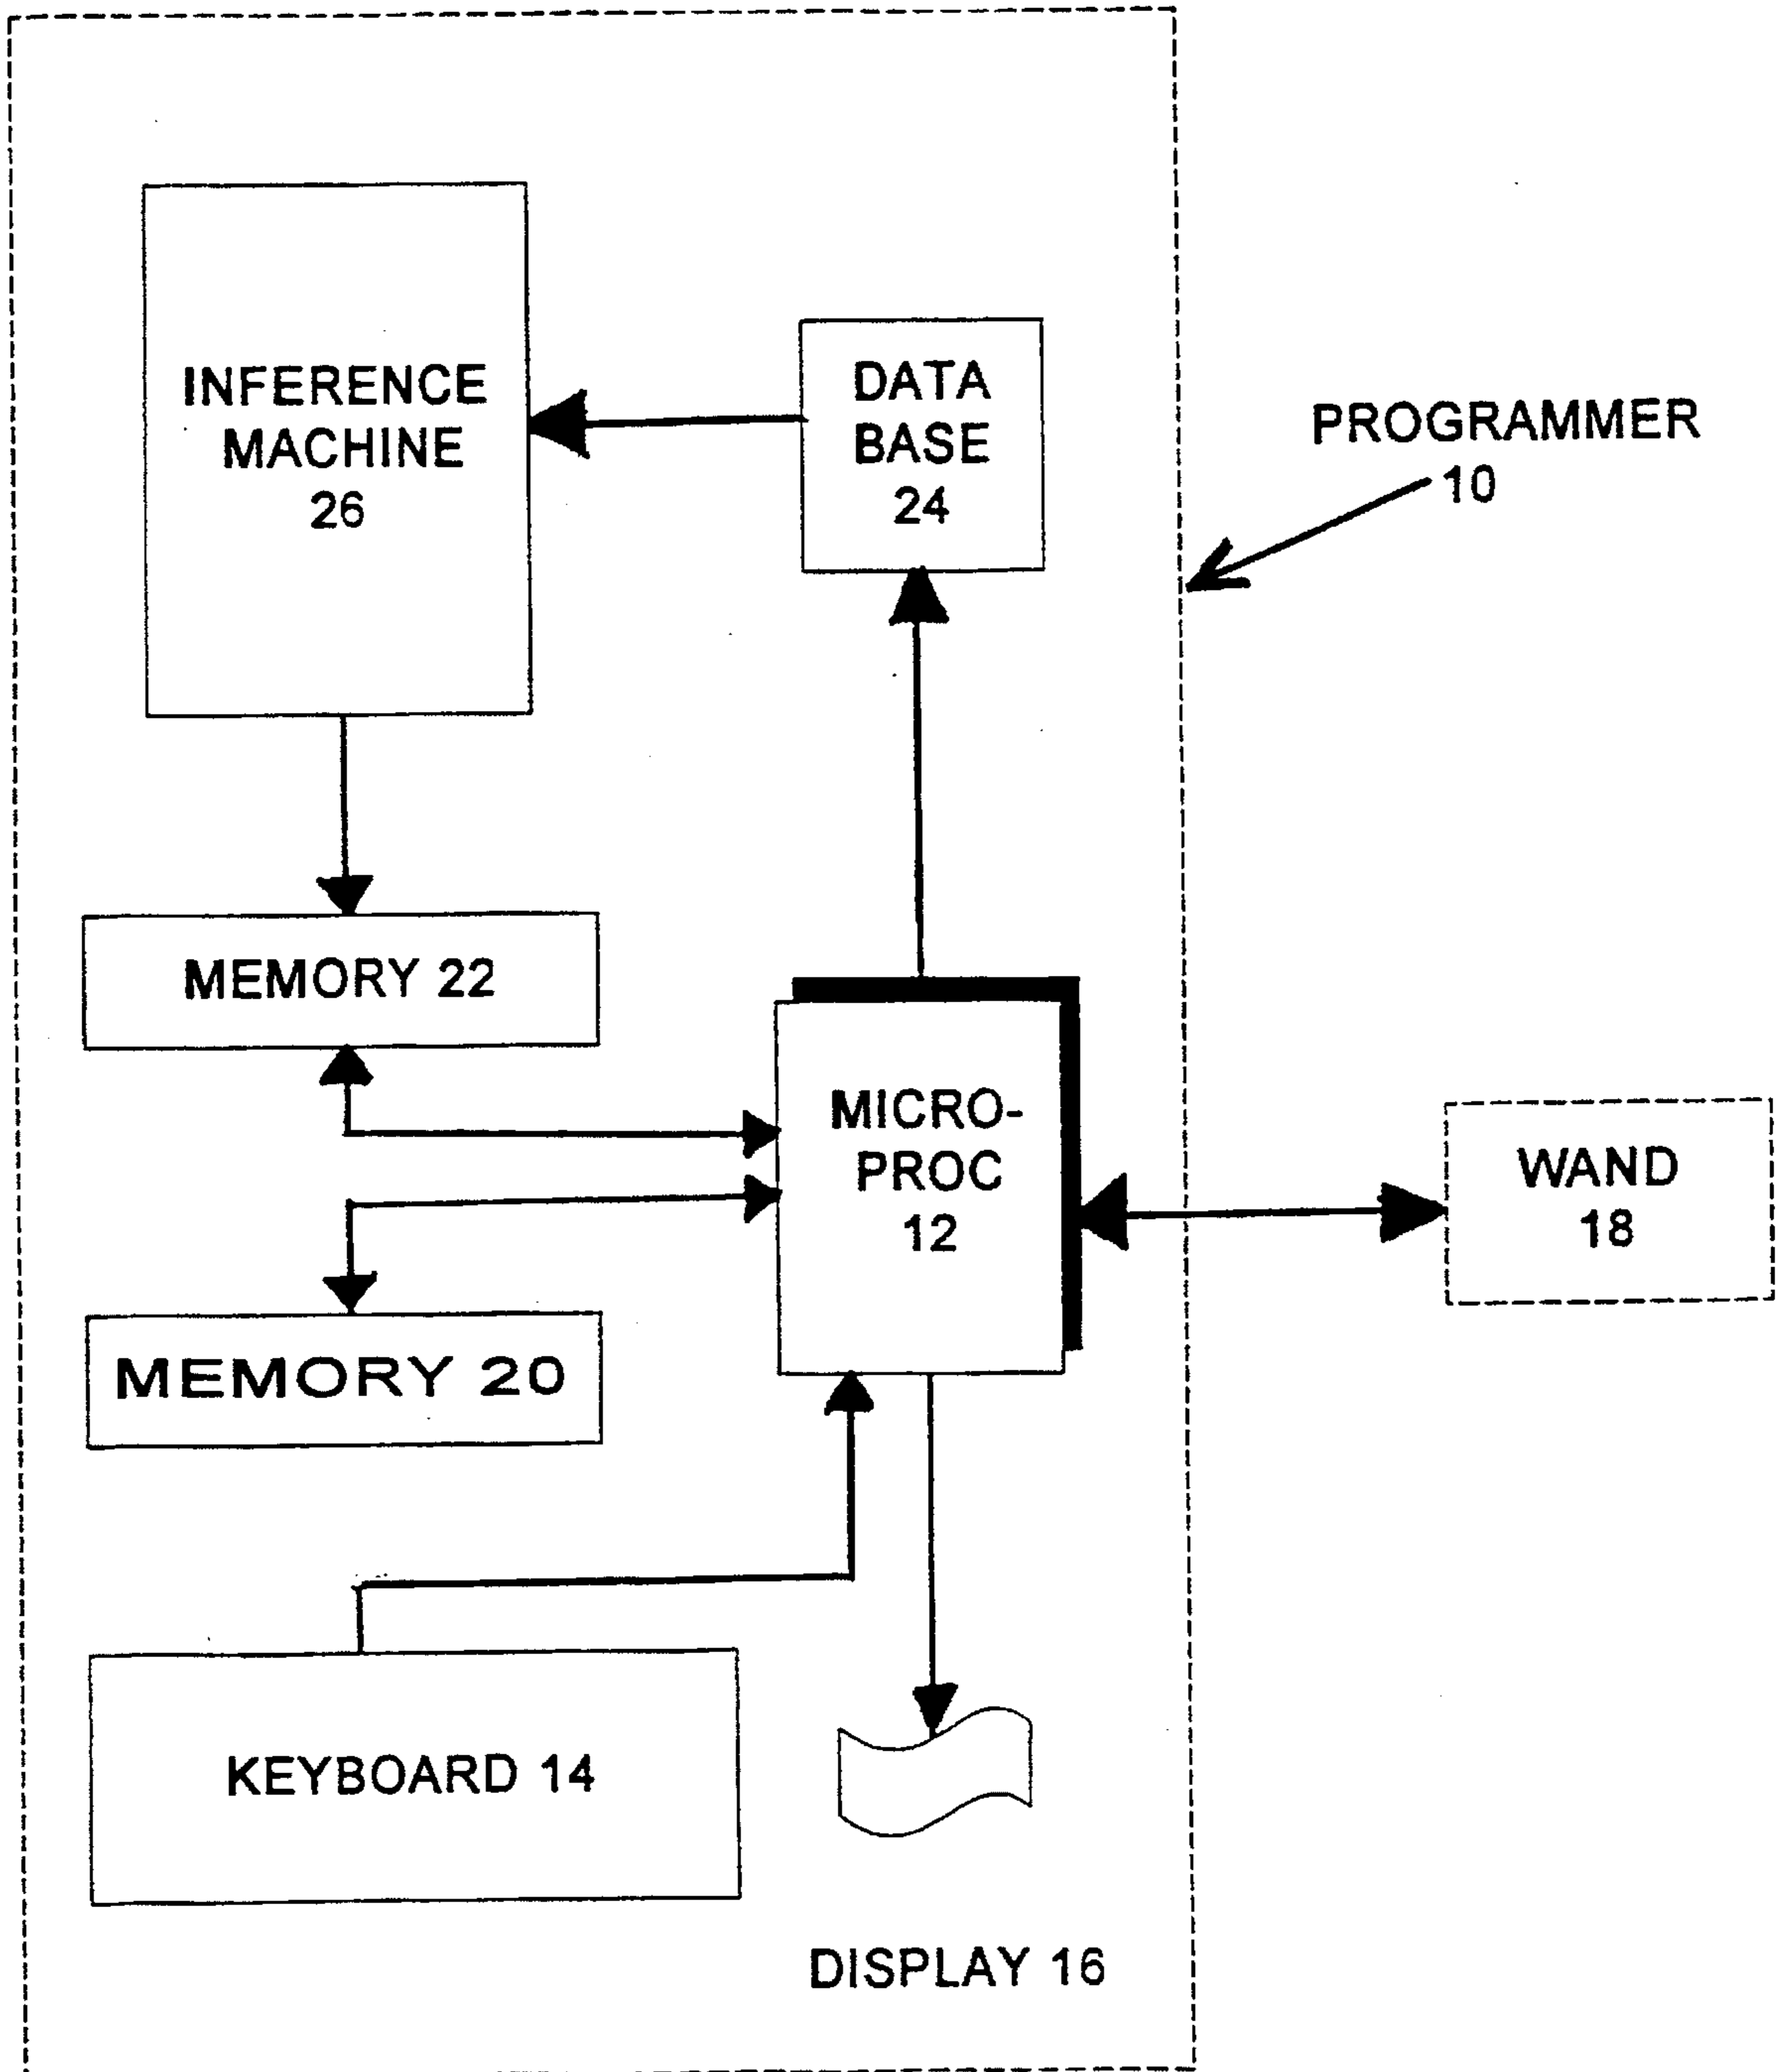 INFERENCE
MACHINE
26
DATA
BASE
24
PROGRAMMER
10
MEMORY 22
MICRO-
PROC
12
WAND
18
MEMORY 20
KEYBOARD 14
DISPLAY 16